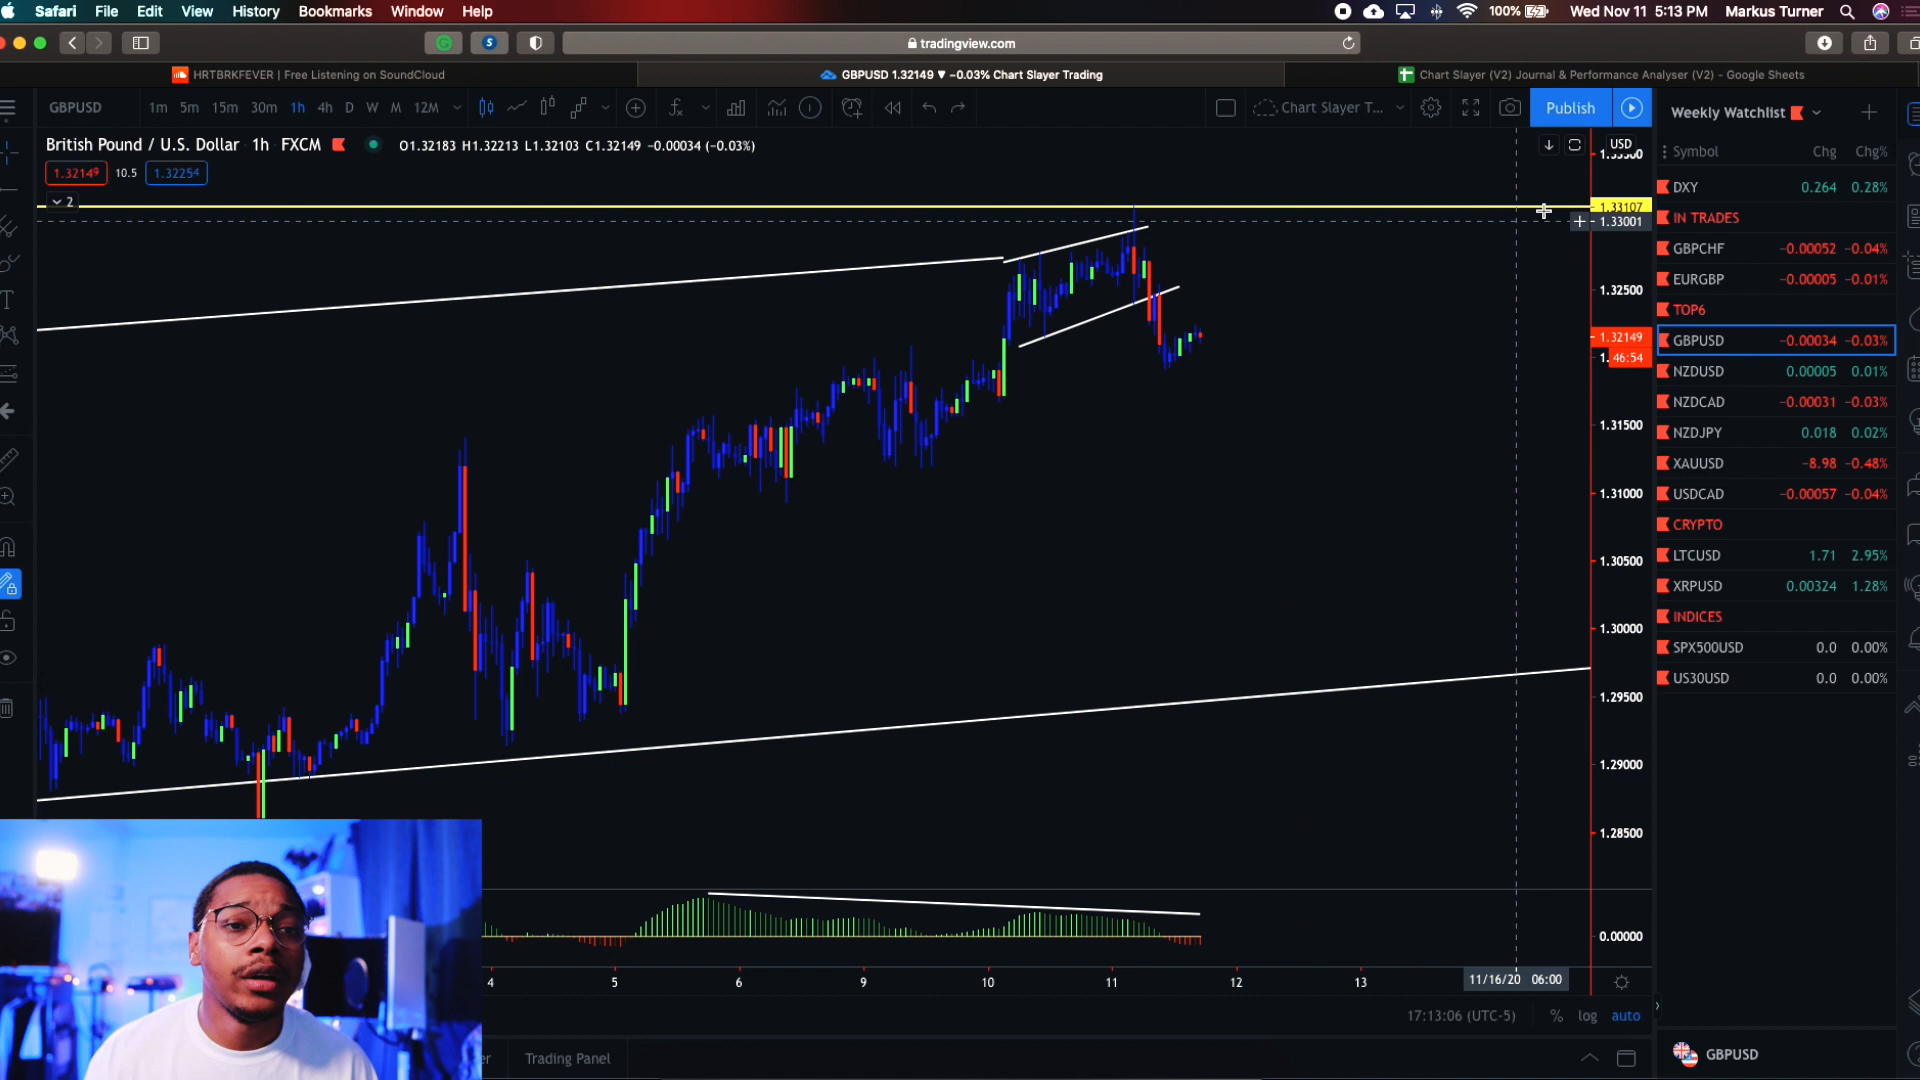 Safari File Edit View History Bookmarks Window Help 100% Wed Nov 11 5:13 PM Markus Turner
tradingview.com
HRTBRKFEVER | Free Listening on SoundCloud
GBPUSD 1.32149 ▼ −0.03% Chart Slayer Trading
Chart Slayer (V2) Journal & Performance Analyser (V2) - Google Sheets
GBPUSD 1m 5m 15m 30m 1h 4h D W M 12M
Chart Slayer T...
Publish
Weekly Watchlist
British Pound / U.S. Dollar 1h FXCM O1.32183 H1.32213 L1.32103 C1.32149 −0.00034 (−0.03%)
1.32149 10.5 1.32254
2
USD
1.33107
1.33001
1.32500
1.32149
46:54
1.31500
1.31000
1.30500
1.30000
1.29500
1.29000
1.28500
0.00000
Symbol Chg Chg%
DXY 0.264 0.28%
IN TRADES
GBPCHF −0.00052 −0.04%
EURGBP −0.00005 −0.01%
TOP6
GBPUSD −0.00034 −0.03%
NZDUSD 0.00005 0.01%
NZDCAD −0.00031 −0.03%
NZDJPY 0.018 0.02%
XAUUSD −8.98 −0.48%
USDCAD −0.00057 −0.04%
CRYPTO
LTCUSD 1.71 2.95%
XRPUSD 0.00324 1.28%
INDICES
SPX500USD 0.0 0.00%
US30USD 0.0 0.00%
4 5 6 9 10 11 12 13
11/16/20 06:00
17:13:06 (UTC-5) % log auto
Trading Panel
GBPUSD